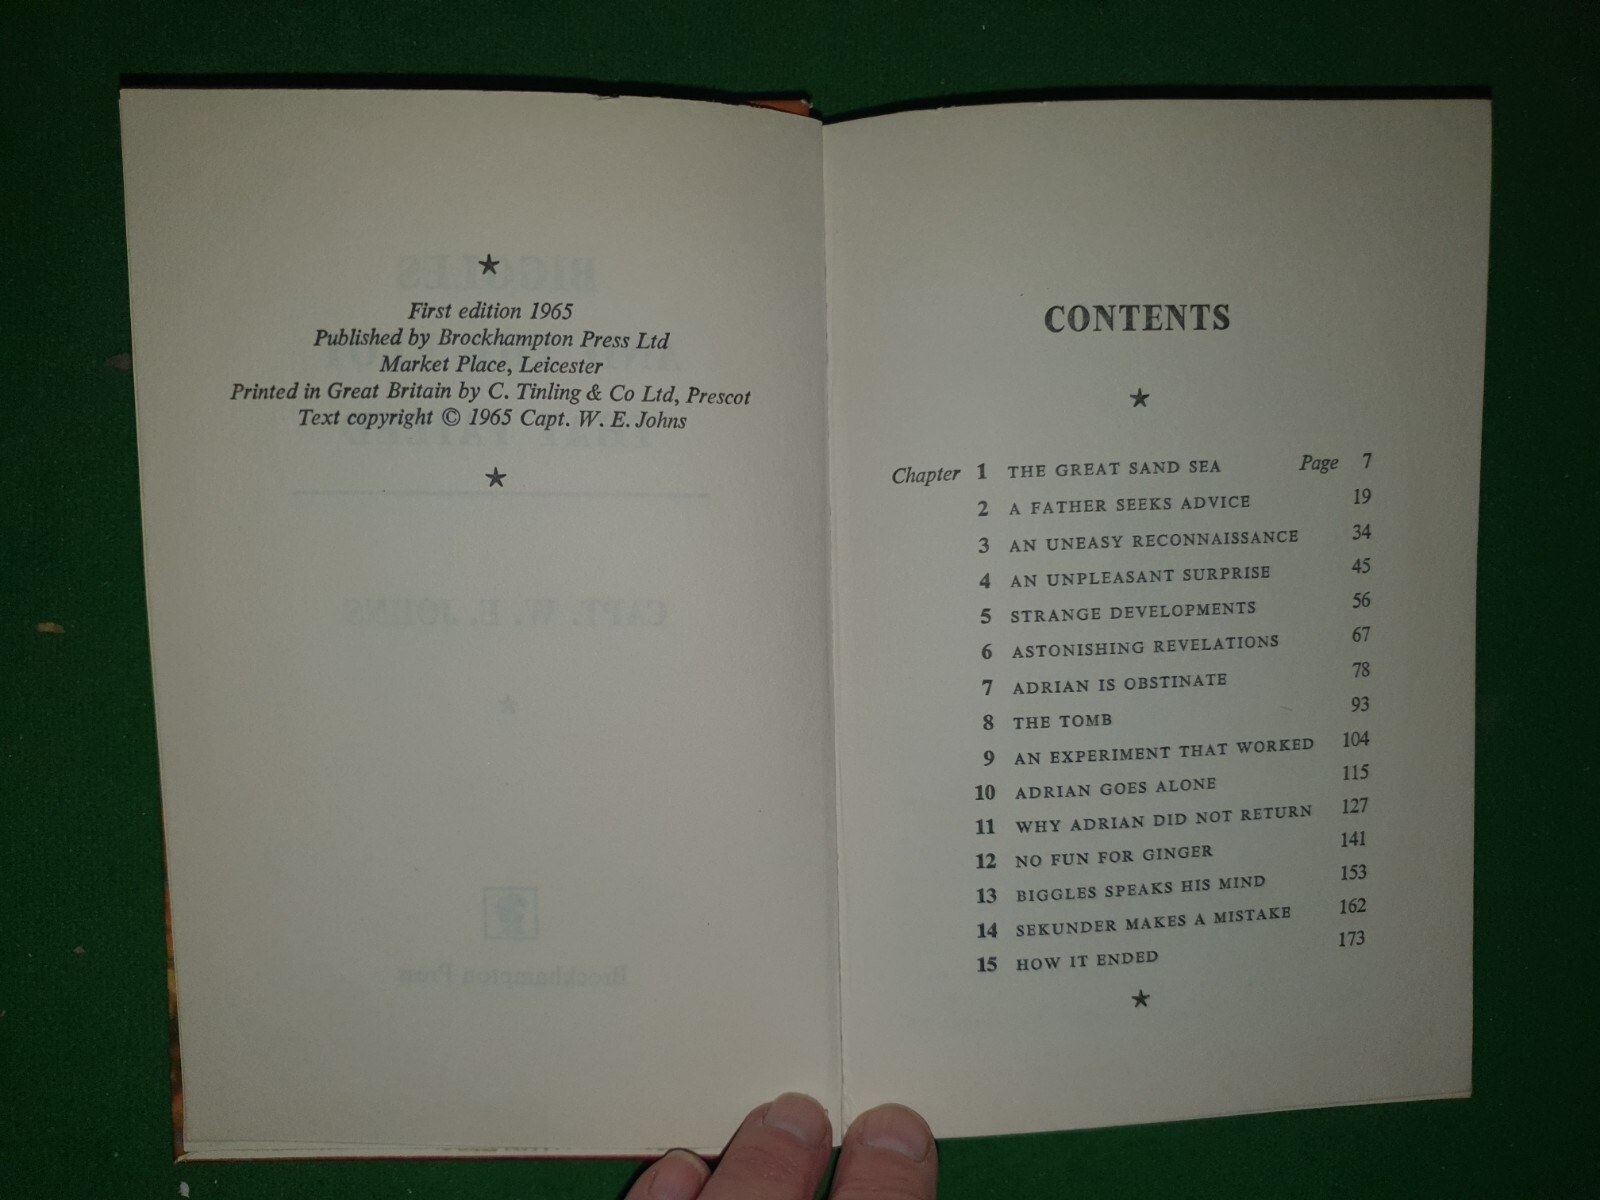 ★
First edition 1965
Published by Brockhampton Press Ltd
Market Place, Leicester
Printed in Great Britain by C. Tinling & Co Ltd, Prescot
Text copyright © 1965 Capt. W. E. Johns
★
CONTENTS
★
Chapter 1 THE GREAT SAND SEA Page 7
2 A FATHER SEEKS ADVICE 19
3 AN UNEASY RECONNAISSANCE 34
4 AN UNPLEASANT SURPRISE 45
5 STRANGE DEVELOPMENTS 56
6 ASTONISHING REVELATIONS 67
7 ADRIAN IS OBSTINATE 78
8 THE TOMB 93
9 AN EXPERIMENT THAT WORKED 104
10 ADRIAN GOES ALONE 115
11 WHY ADRIAN DID NOT RETURN 127
12 NO FUN FOR GINGER 141
13 BIGGLES SPEAKS HIS MIND 153
14 SEKUNDER MAKES A MISTAKE 162
15 HOW IT ENDED 173
★